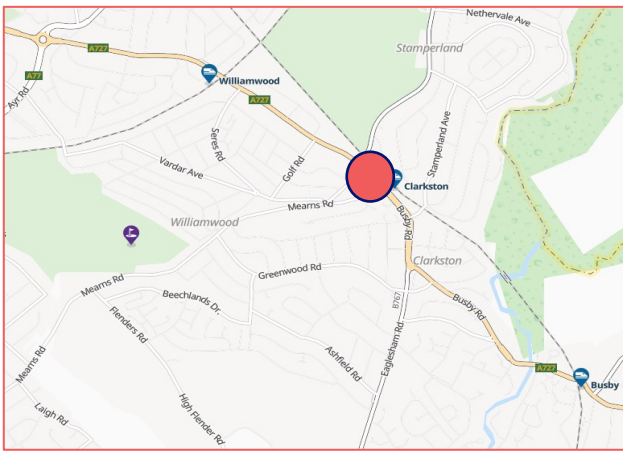 Nethervale Ave
A727
Stamperland
Williamwood
A77
A727
Ayr Rd
Seres Rd
Stamperland Ave
Golf Rd
Vardar Ave
Clarkston
Mearns Rd
Busby Rd
Williamwood
Clarkston
Greenwood Rd
Mearns Rd
Beechlands Dr.
B767
Busby Rd
Flenders Rd
Eaglesham Rd
Ashfield Rd
Mearns Rd
A727
Busby
High Flender Rd
Laigh Rd